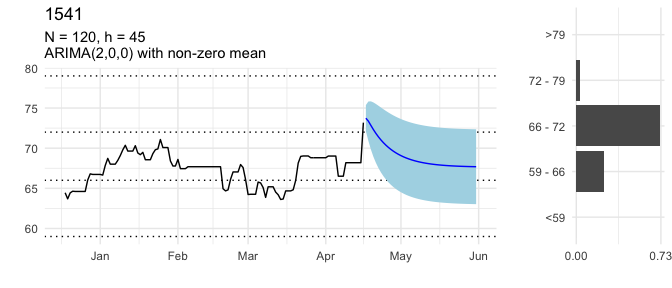 1541
N = 120, h = 45
ARIMA(2,0,0) with non-zero mean
80
75
70
65
60
Jan Feb Mar Apr May Jun
>79
72 - 79
66 - 72
59 - 66
<59
0.00 0.73